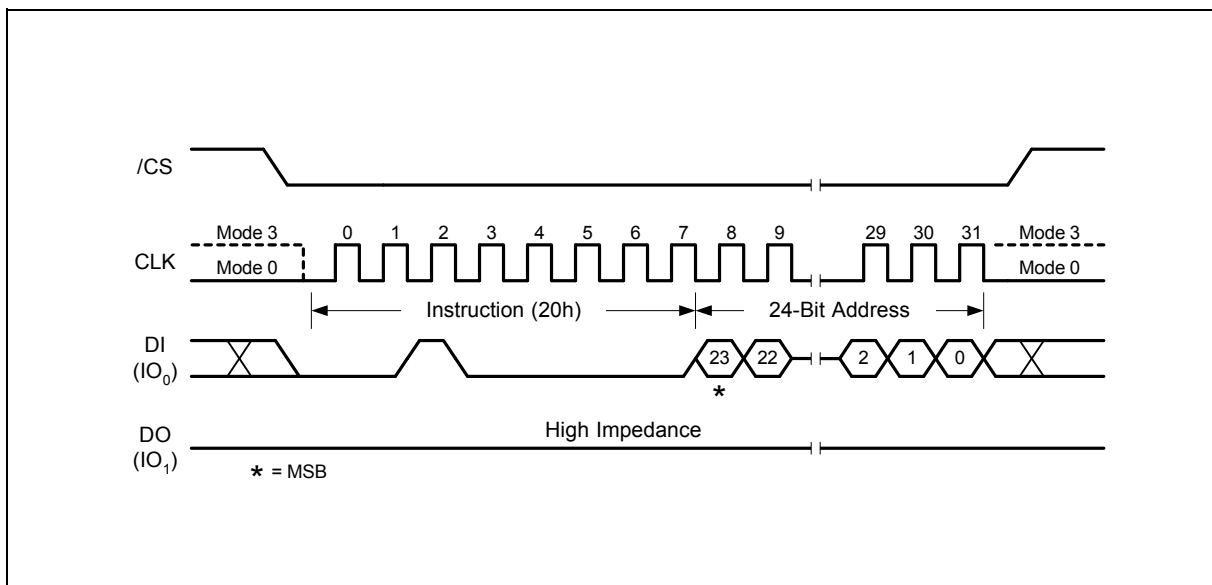 /CS
Mode 3 0 1 2 3 4 5 6 7 8 9 29 30 31 Mode 3
CLK
Mode 0 Mode 0
Instruction (20h) 24-Bit Address
DI
(IO₀)
23 22 2 1 0
*
DO
(IO₁)
High Impedance
* = MSB